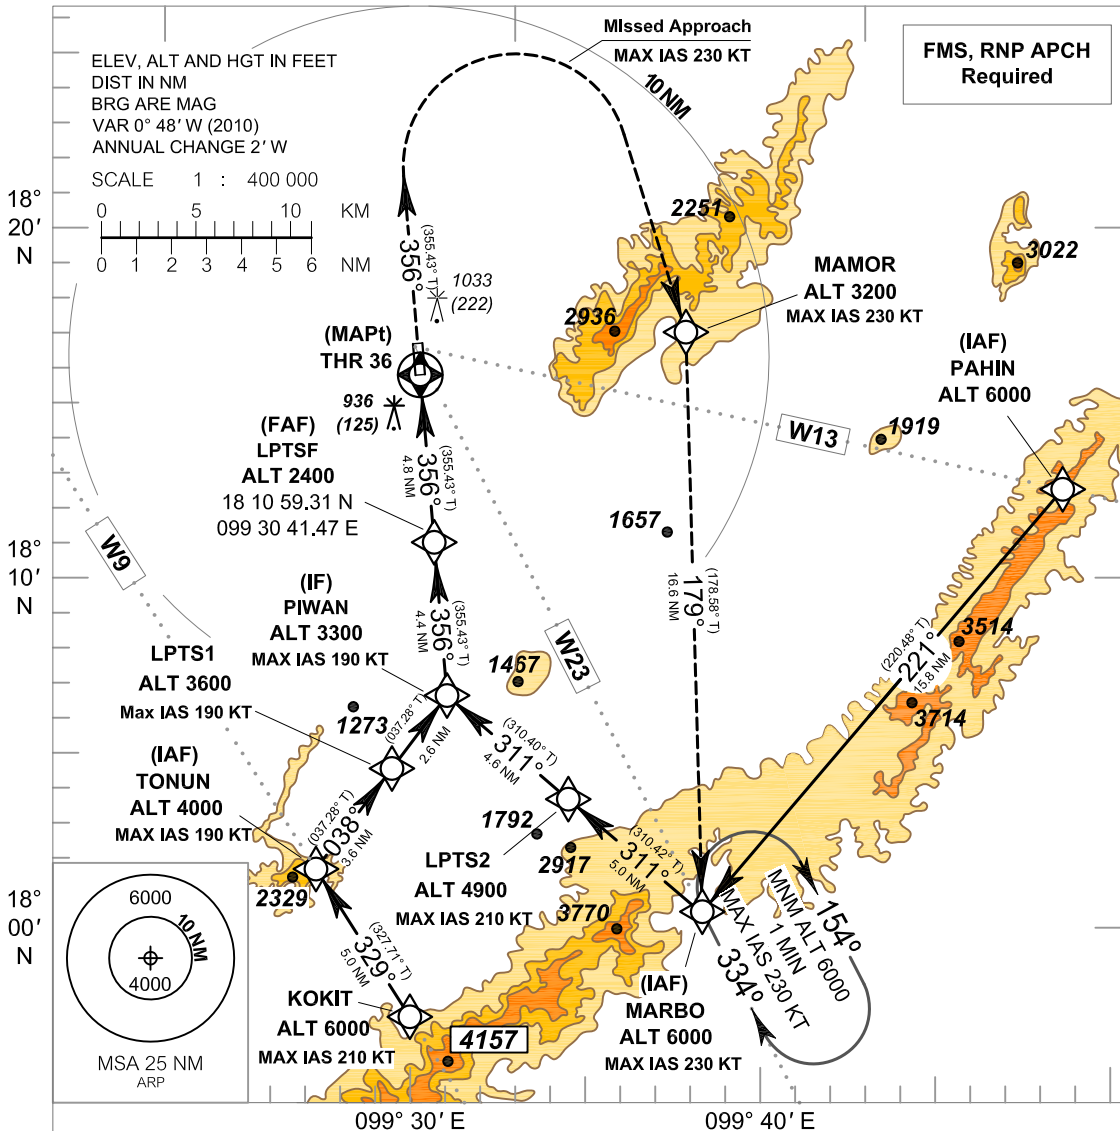 ELEV, ALT AND HGT IN FEET
DIST IN NM
BRG ARE MAG
VAR 0° 48′ W (2010)
ANNUAL CHANGE 2′ W
SCALE 1 : 400 000
0 5 10 KM
0 1 2 3 4 5 6 NM
MIssed Approach
MAX IAS 230 KT
10 NM
FMS, RNP APCH
Required
18°
20′
N
356°
(355.43° T)
1033
(222)
2251
3022
MAMOR
ALT 3200
MAX IAS 230 KT
2936
(MAPt)
THR 36
(IAF)
PAHIN
ALT 6000
936
(125)
W13
1919
(FAF)
LPTSF
ALT 2400
18 10 59.31 N
099 30 41.47 E
356°
(355.43° T)
4.8 NM
1657
W9
18°
10′
N
(IF)
PIWAN
ALT 3300
MAX IAS 190 KT
356°
(355.43° T)
4.4 NM
179°
(178.58° T)
16.6 NM
W23
(220.48° T)
221°
15.8 NM
3514
3714
LPTS1
ALT 3600
Max IAS 190 KT
1467
1273
(037.28° T)
2.6 NM
(310.40° T)
311°
4.6 NM
(IAF)
TONUN
ALT 4000
MAX IAS 190 KT
(037.28° T)
038°
3.6 NM
1792
2917
LPTS2
ALT 4900
MAX IAS 210 KT
(310.42° T)
311°
5.0 NM
2329
18°
00′
N
3770
(327.71° T)
329°
5.0 NM
KOKIT
ALT 6000
MAX IAS 210 KT
4157
(IAF)
MARBO
ALT 6000
MAX IAS 230 KT
154°
MNM ALT 6000
1 MIN
MAX IAS 230 KT
334°
6000
10 NM
4000
MSA 25 NM
ARP
099° 30′ E
099° 40′ E